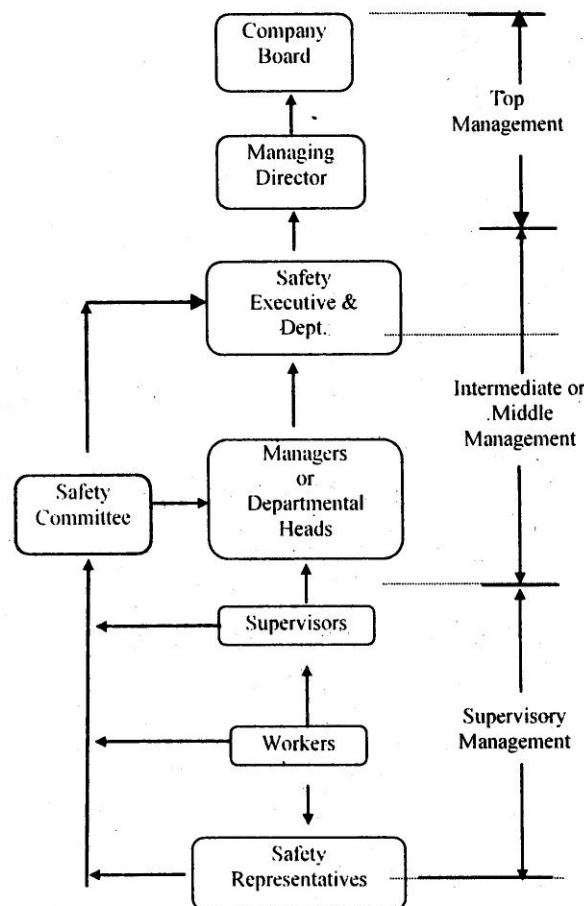 Company
Board
Top
Management
Managing
Director
Safety
Executive &
Dept.
Intermediate or
.Middle
Management
Managers
or
Departmental
Heads
Safety
Committee
Supervisors
Supervisory
Management
Workers
Safety
Representatives